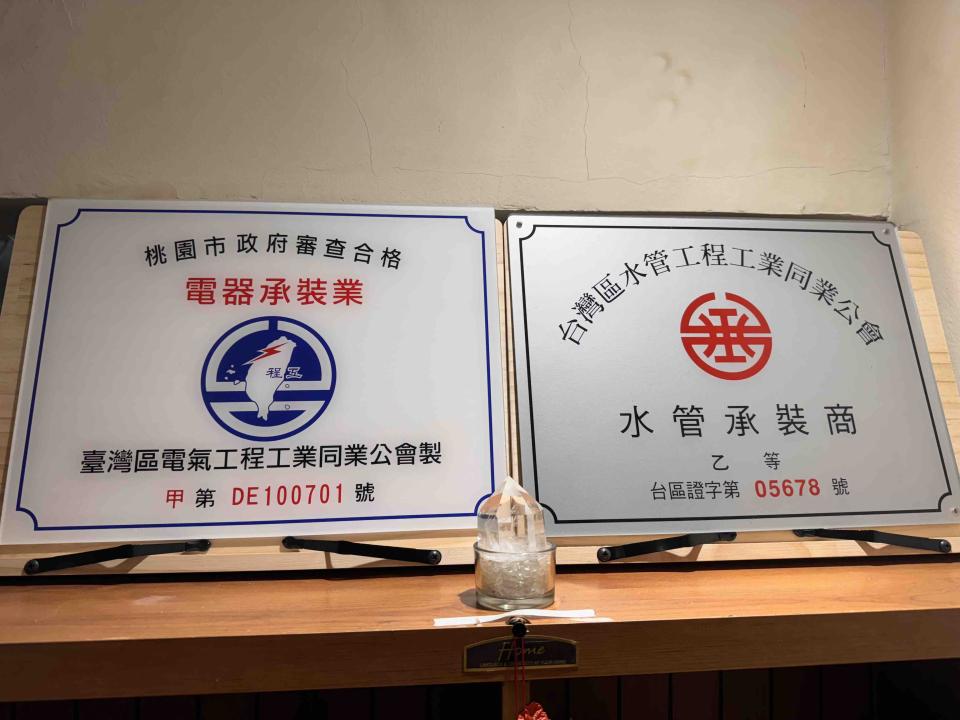 桃園市政府審查合格
電器承裝業
工程
臺灣區電氣工程工業同業公會製
甲 第 DE100701 號
台灣區水管工程工業同業公會
水管承裝商
乙 等
台區證字第 05678 號
Home